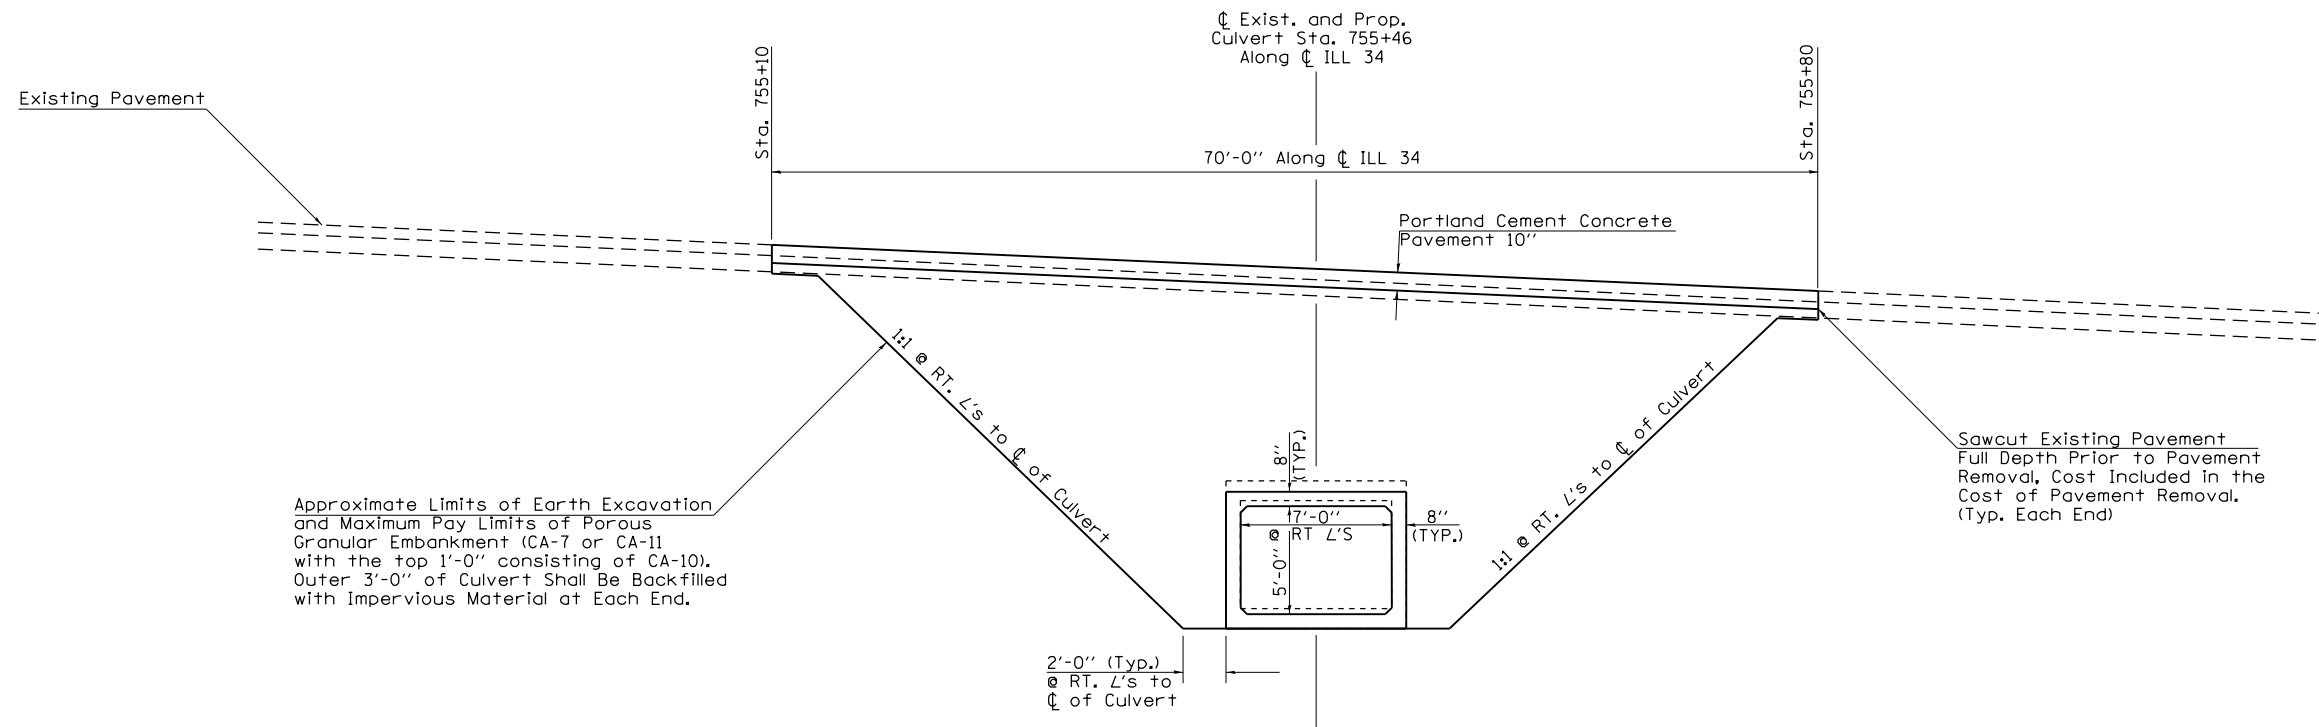 ℄ Exist. and Prop.
Culvert Sta. 755+46
Along ℄ ILL 34
Existing Pavement
Sta. 755+10
Sta. 755+80
70'-0'' Along ℄ ILL 34
Portland Cement Concrete
Pavement 10''
1:1 @ RT. ∠'s to ℄ of Culvert
1:1 @ RT. ∠'s to ℄ of Culvert
Sawcut Existing Pavement
Full Depth Prior to Pavement
Removal, Cost Included in the
Cost of Pavement Removal.
(Typ. Each End)
Approximate Limits of Earth Excavation
and Maximum Pay Limits of Porous
Granular Embankment (CA-7 or CA-11
with the top 1'-0'' consisting of CA-10).
Outer 3'-0'' of Culvert Shall Be Backfilled
with Impervious Material at Each End.
8''
(TYP.)
7'-0''
@ RT ∠'S
8''
(TYP.)
5'-0''
2'-0'' (Typ.)
@ RT. ∠'s to
℄ of Culvert